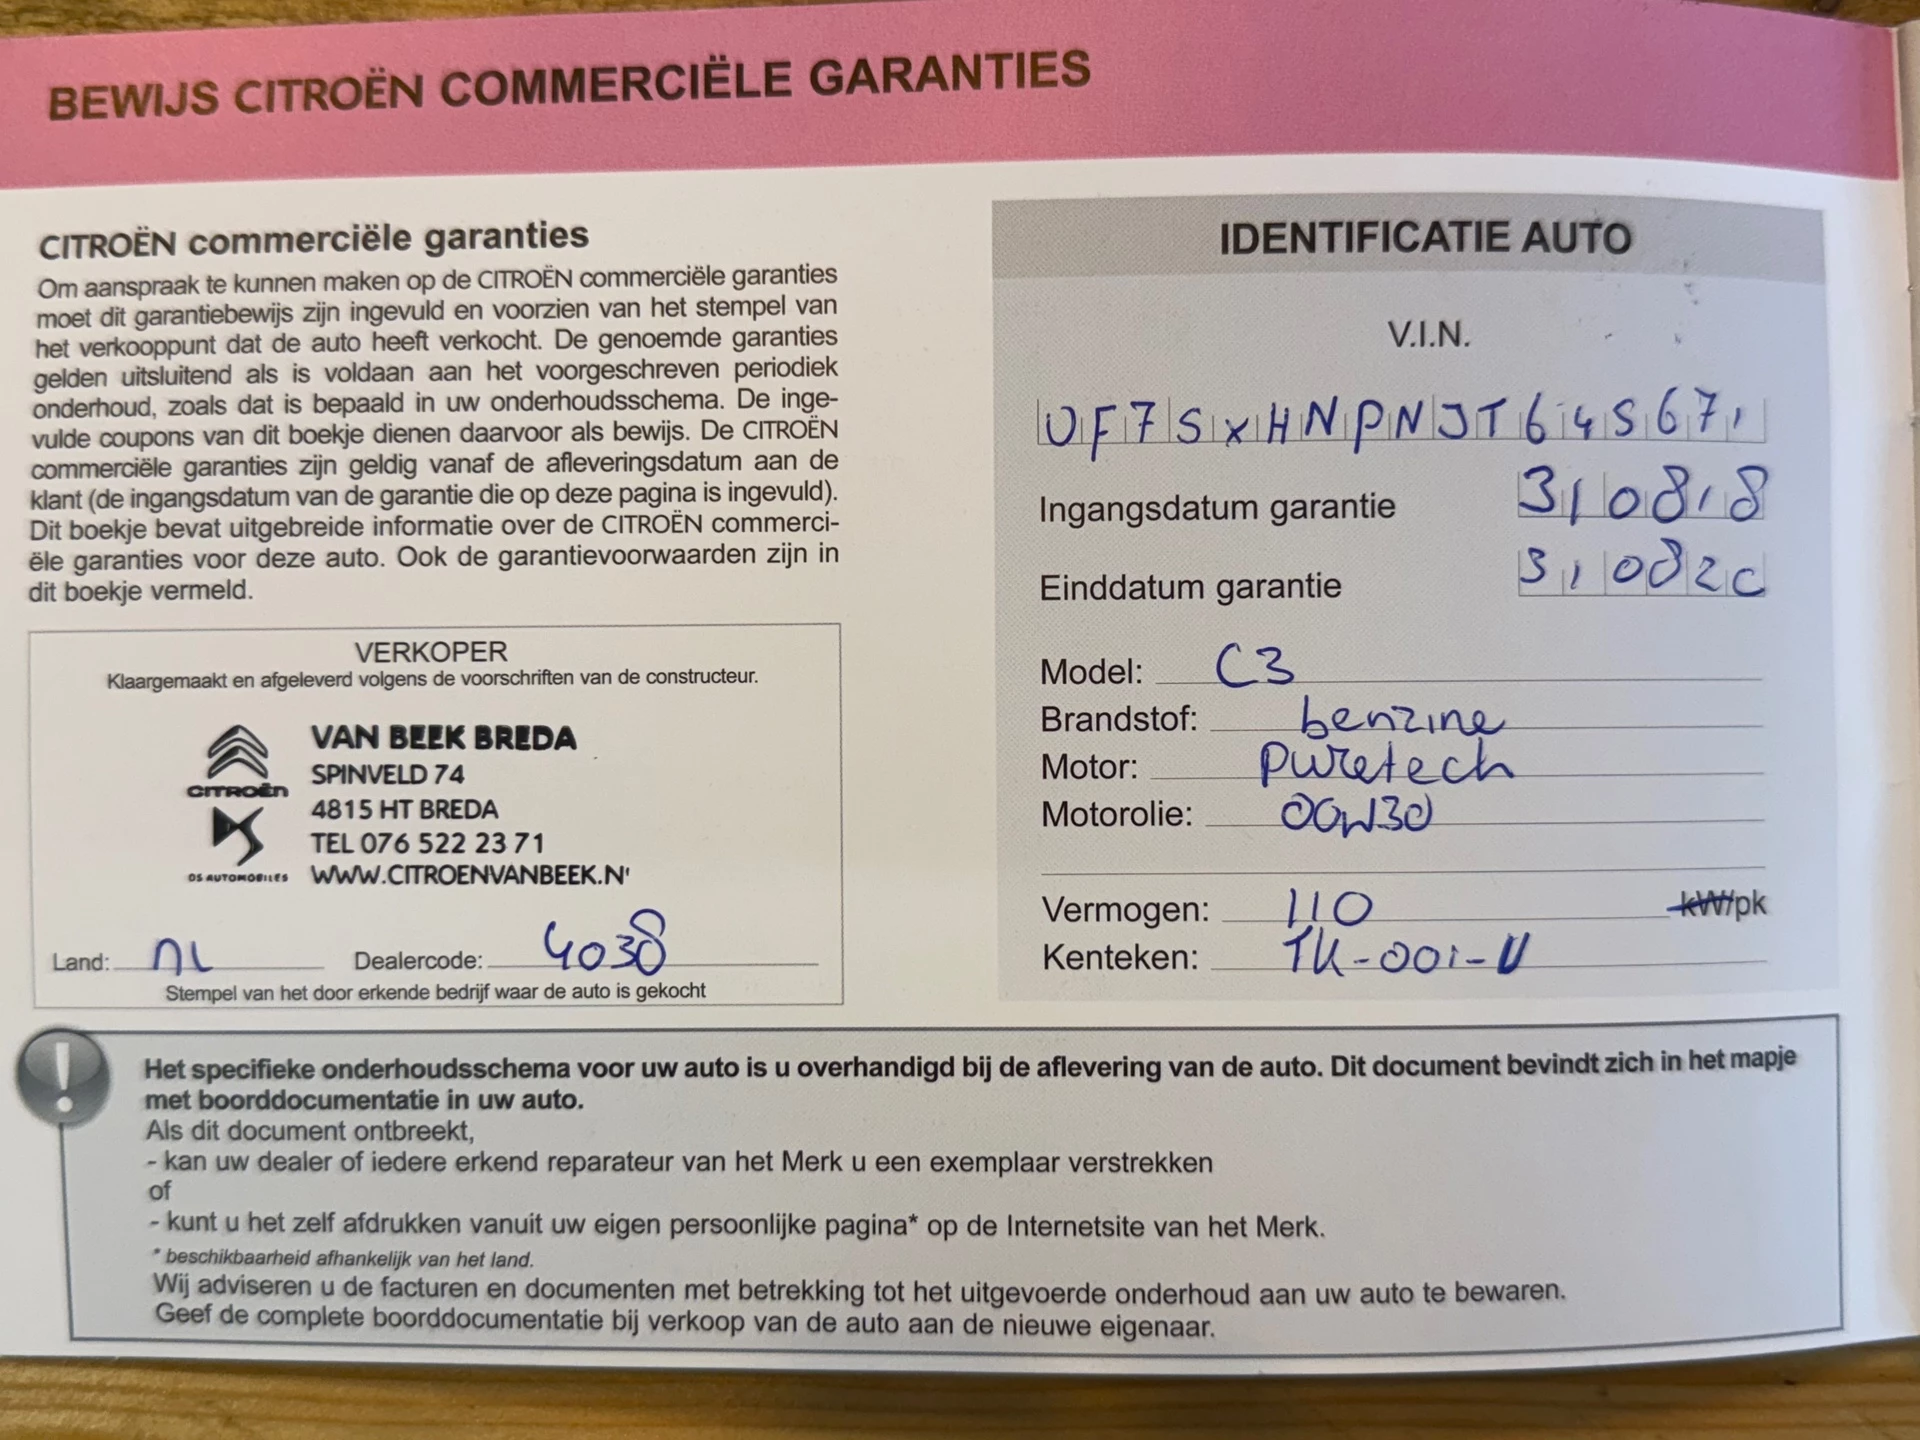 BEWIJS CITROËN COMMERCIËLE GARANTIES
CITROËN commerciële garanties
Om aanspraak te kunnen maken op de CITROËN commerciële garanties
moet dit garantiebewijs zijn ingevuld en voorzien van het stempel van
het verkooppunt dat de auto heeft verkocht. De genoemde garanties
gelden uitsluitend als is voldaan aan het voorgeschreven periodiek
onderhoud, zoals dat is bepaald in uw onderhoudsschema. De inge-
vulde coupons van dit boekje dienen daarvoor als bewijs. De CITROËN
commerciële garanties zijn geldig vanaf de afleveringsdatum aan de
klant (de ingangsdatum van de garantie die op deze pagina is ingevuld).
Dit boekje bevat uitgebreide informatie over de CITROËN commerci-
ële garanties voor deze auto. Ook de garantievoorwaarden zijn in
dit boekje vermeld.
VERKOPER
Klaargemaakt en afgeleverd volgens de voorschriften van de constructeur.
CITROËN
DS AUTOMOBILES
VAN BEEK BREDA
SPINVELD 74
4815 HT BREDA
TEL 076 522 23 71
WWW.CITROENVANBEEK.N
Land: NL Dealercode: 4038
Stempel van het door erkende bedrijf waar de auto is gekocht
IDENTIFICATIE AUTO
V.I.N.
VF7SXHNPNJT645671
Ingangsdatum garantie 310818
Einddatum garantie 310820
Model: C3
Brandstof: benzine
Motor: puretech
Motorolie: 00W30
Vermogen: 110 kW/pk
Kenteken: TK-001-V
Het specifieke onderhoudsschema voor uw auto is u overhandigd bij de aflevering van de auto. Dit document bevindt zich in het mapje
met boorddocumentatie in uw auto.
Als dit document ontbreekt,
- kan uw dealer of iedere erkend reparateur van het Merk u een exemplaar verstrekken
of
- kunt u het zelf afdrukken vanuit uw eigen persoonlijke pagina* op de Internetsite van het Merk.
* beschikbaarheid afhankelijk van het land.
Wij adviseren u de facturen en documenten met betrekking tot het uitgevoerde onderhoud aan uw auto te bewaren.
Geef de complete boorddocumentatie bij verkoop van de auto aan de nieuwe eigenaar.